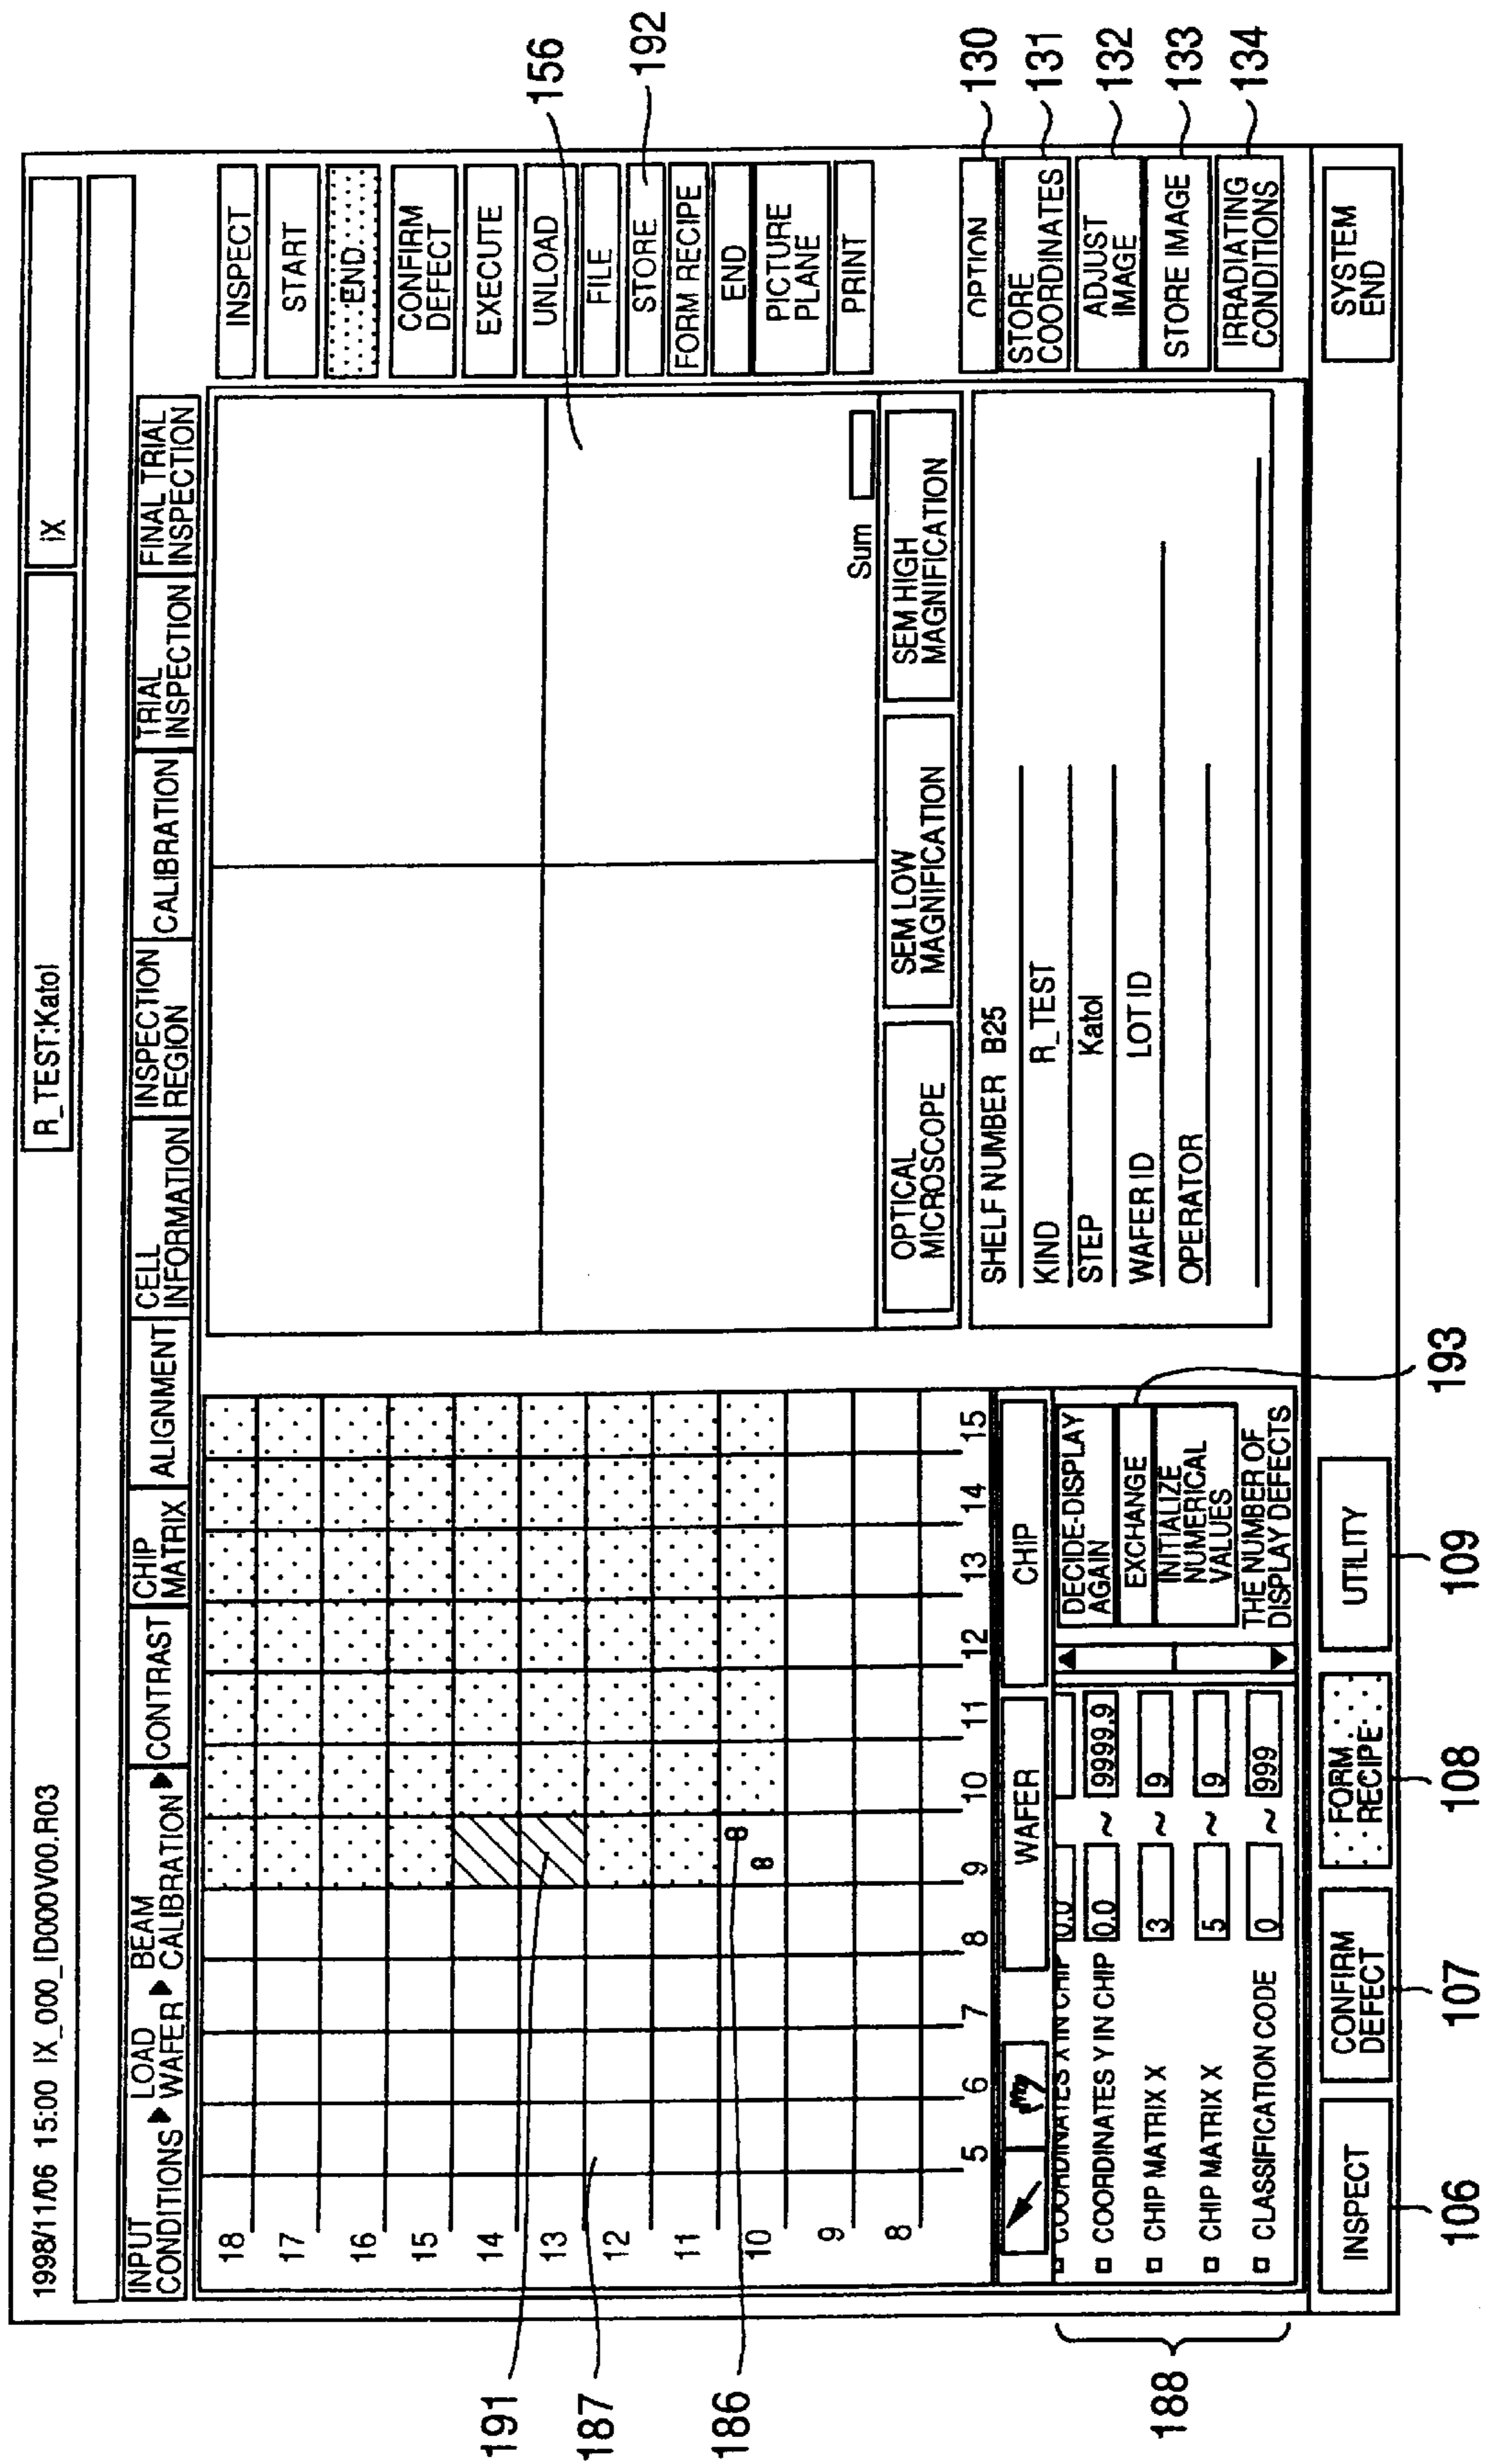 1998/11/06 15:00 IX_000_ID000V00.R03
R_TEST:KatoI
IX
INPUT
CONDITIONS
LOAD
WAFER
BEAM
CALIBRATION
CONTRAST
CHIP
MATRIX
ALIGNMENT
CELL
INFORMATION
INSPECTION
REGION
CALIBRATION
TRIAL
INSPECTION
FINAL TRIAL
INSPECTION
18
17
16
15
14
13
12
11
10
9
8
8
8
5 6 7 8 9 10 11 12 13 14 15
WAFER
CHIP
COORDINATES X IN CHIP 0.0
COORDINATES Y IN CHIP 0.0 ~ 9999.9
CHIP MATRIX X 3 ~ 9
CHIP MATRIX X 5 ~ 9
CLASSIFICATION CODE 0 ~ 999
DECIDE-DISPLAY
AGAIN
EXCHANGE
INITIALIZE
NUMERICAL
VALUES
THE NUMBER OF
DISPLAY DEFECTS
Sum
OPTICAL
MICROSCOPE
SEM LOW
MAGNIFICATION
SEM HIGH
MAGNIFICATION
SHELF NUMBER B25
KIND R_TEST
STEP KatoI
WAFER ID LOT ID
OPERATOR
INSPECT
START
END
CONFIRM
DEFECT
EXECUTE
UNLOAD
FILE
STORE
FORM RECIPE
END
PICTURE
PLANE
PRINT
OPTION
STORE
COORDINATES
ADJUST
IMAGE
STORE IMAGE
IRRADIATING
CONDITIONS
INSPECT
CONFIRM
DEFECT
FORM
RECIPE
UTILITY
SYSTEM
END
156
192
130
131
132
133
134
191
187
186
188
106
107
108
109
193